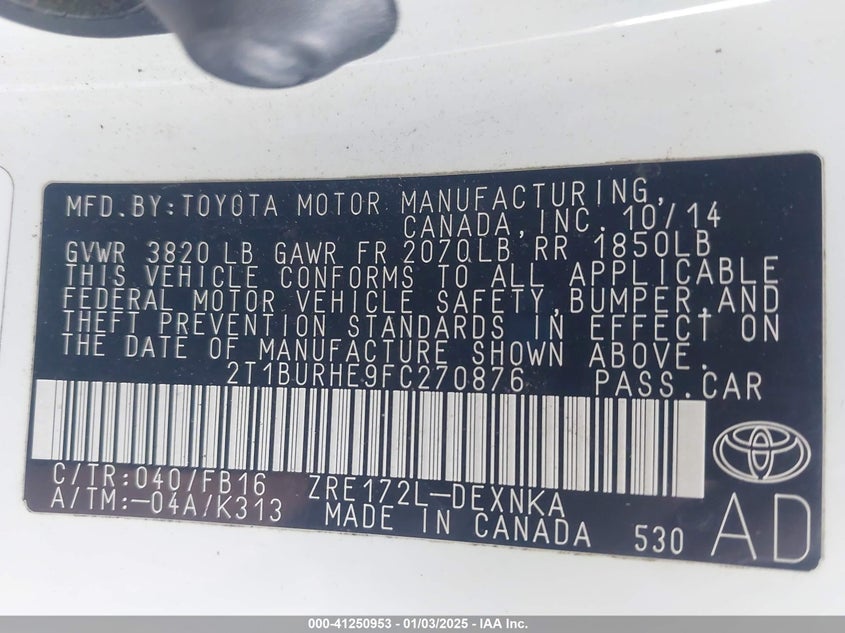 MFD.BY:TOYOTA MOTOR MANUFACTURING,
CANADA,INC. 10/14
GVWR 3820 LB GAWR FR 2070LB RR 1850LB
THIS VEHICLE CONFORMS TO ALL APPLICABLE
FEDERAL MOTOR VEHICLE SAFETY,BUMPER,AND
THEFT PREVENTION STANDARDS IN EFFECT ON
THE DATE OF MANUFACTURE SHOWN ABOVE.
2T1BURHE9FC270876 PASS.CAR
C/TR:040/FB16 ZRE172L-DEXNKA
A/TM:-04A/K313 MADE IN CANADA 530 AD
000-41250953 - 01/03/2025 - IAA Inc.